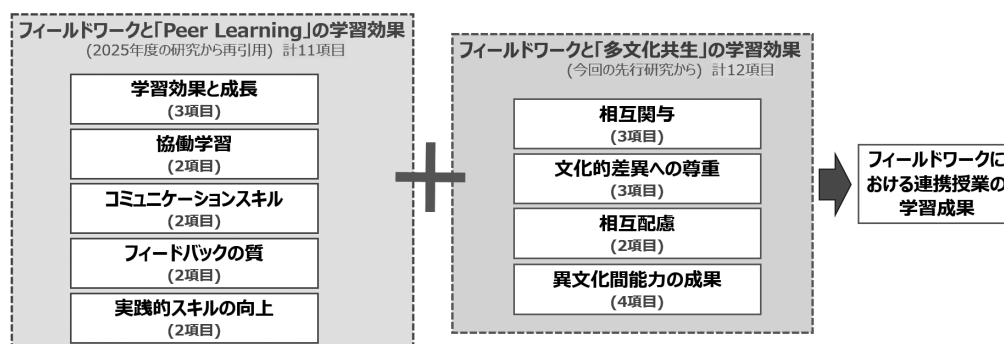 フィールドワークと「Peer Learning」の学習効果
(2025年度の研究から再引用) 計11項目
学習効果と成長
(3項目)
協働学習
(2項目)
コミュニケーションスキル
(2項目)
フィードバックの質
(2項目)
実践的スキルの向上
(2項目)
フィールドワークと「多文化共生」の学習効果
(今回の先行研究から) 計12項目
相互関与
(3項目)
文化的差異への尊重
(3項目)
相互配慮
(2項目)
異文化間能力の成果
(4項目)
フィールドワークに
おける連携授業の
学習成果